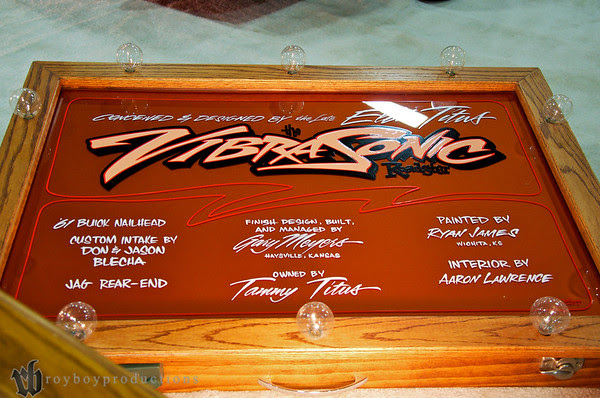 CONCEIVED & DESIGNED BY the Late Titus
the
VIBRASONIC
Roadster
'61 BUICK NAILHEAD
CUSTOM INTAKE BY
DON & JASON
BLECHA
JAG REAR-END
FINISH DESIGN, BUILT,
AND MANAGED BY
Gary Meyers
HAYSVILLE, KANSAS
OWNED BY
Tammy Titus
PAINTED BY
RYAN JAMES
WICHITA, KS
INTERIOR BY
AARON LAWRENCE
royboyproductions